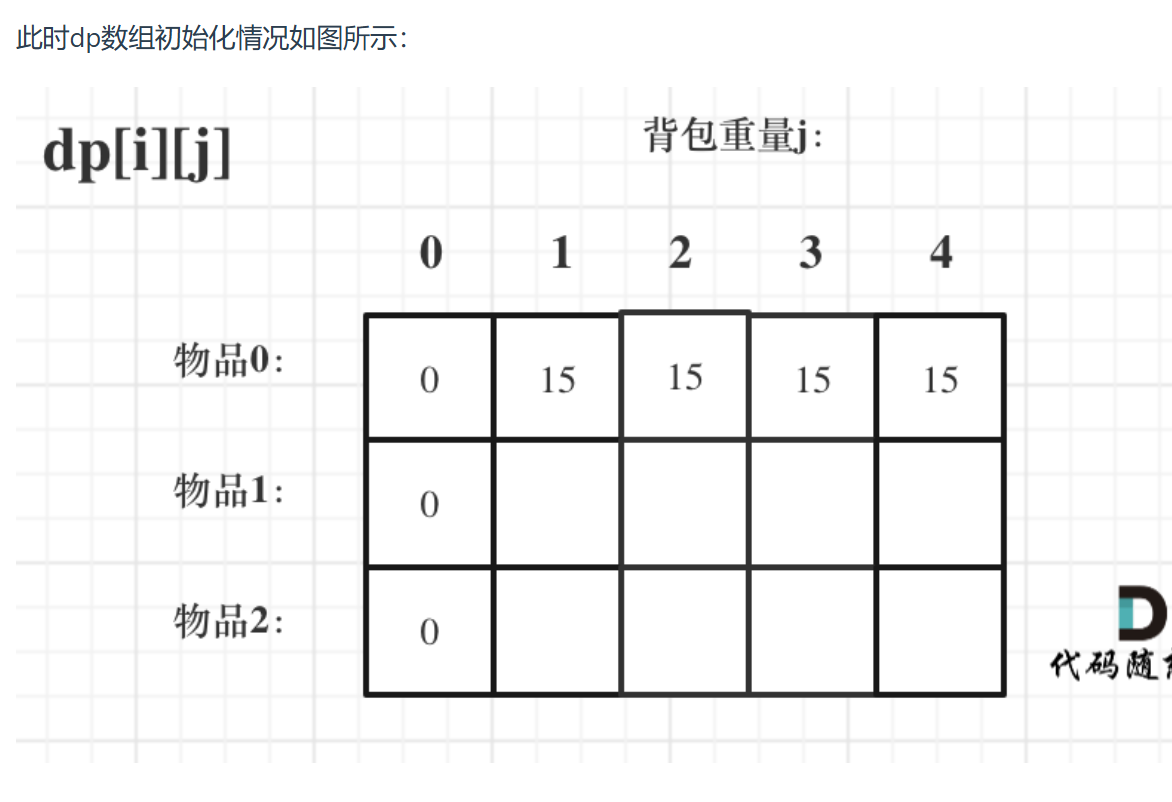 此时dp数组初始化情况如图所示：
dp[i][j]
背包重量j:
0 1 2 3 4
物品0: 0 15 15 15 15
物品1: 0
物品2: 0
D
代码随